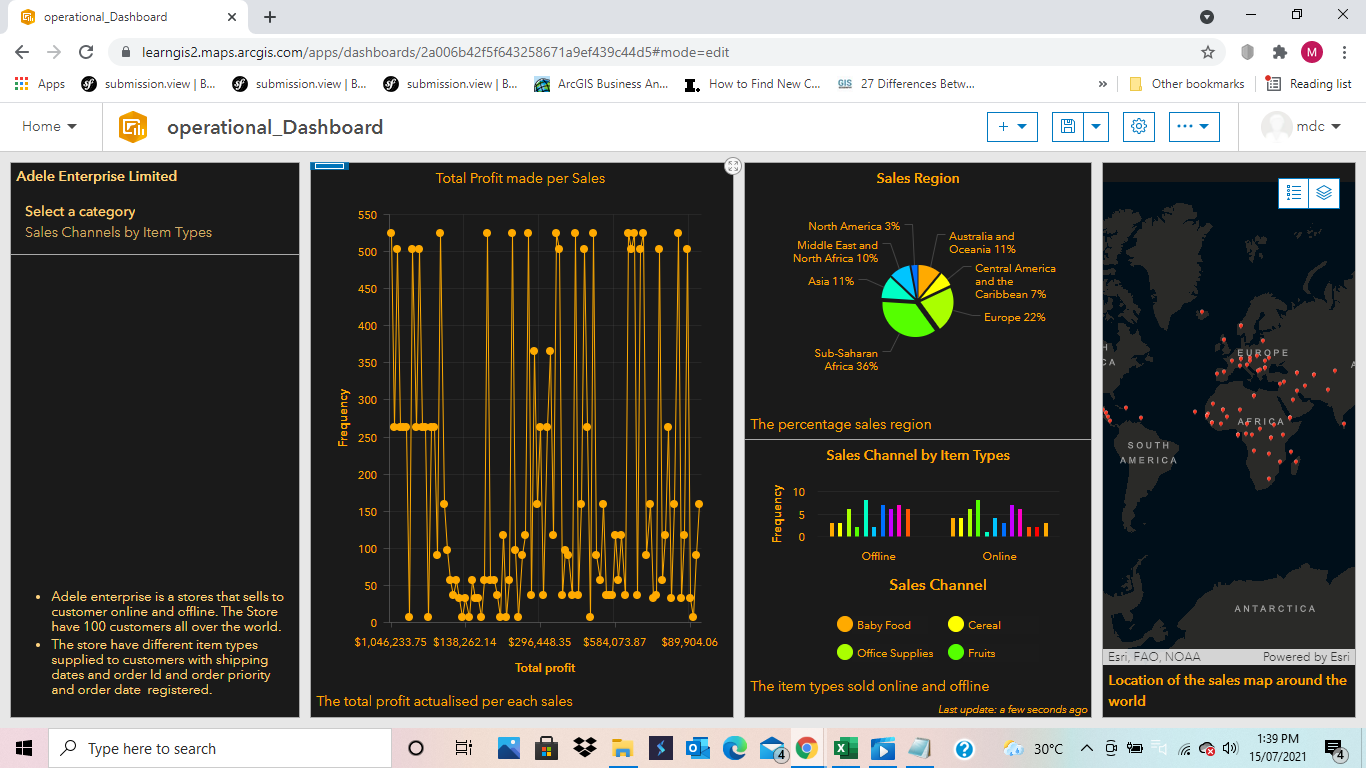 operational_Dashboard
learngis2.maps.arcgis.com/apps/dashboards/2a006b42f5f643258671a9ef439c44d5#mode=edit
M
Apps
submission.view | B...
submission.view | B...
submission.view | B...
ArcGIS Business An...
How to Find New C...
GIS
27 Differences Betw...
»
Other bookmarks
Reading list
Home
operational_Dashboard
mdc
Adele Enterprise Limited
Select a category
Sales Channels by Item Types
Adele enterprise is a stores that sells to
customer online and offline. The Store
have 100 customers all over the world.
The store have different item types
supplied to customers with shipping
dates and order Id and order priority
and order date registered.
Total Profit made per Sales
Frequency
550
500
450
400
350
300
250
200
150
100
50
0
$1,046,233.75
$138,262.14
$296,448.35
$584,073.87
$89,904.06
Total profit
The total profit actualised per each sales
Sales Region
North America 3%
Middle East and
North Africa 10%
Asia 11%
Sub-Saharan
Africa 36%
Australia and
Oceania 11%
Central America
and the
Caribbean 7%
Europe 22%
The percentage sales region
Sales Channel by Item Types
Frequency
10
5
0
Offline
Online
Sales Channel
Baby Food
Cereal
Office Supplies
Fruits
The item types sold online and offline
Last update: a few seconds ago
EUROPE
AFRICA
SOUTH
AMERICA
ANTARCTICA
Esri, FAO, NOAA
Powered by Esri
Location of the sales map around the
world
Type here to search
4
30°C
1:39 PM
15/07/2021
4